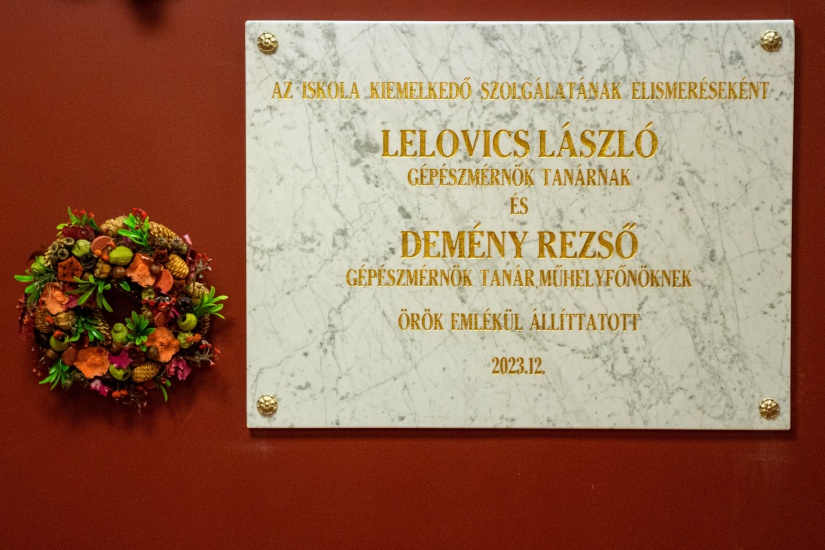 AZ ISKOLA KIEMELKEDŐ SZOLGÁLATÁNAK ELISMERÉSEKÉNT
LELOVICS LÁSZLÓ
GÉPÉSZMÉRNÖK TANÁRNAK
ÉS
DEMÉNY REZSŐ
GÉPÉSZMÉRNÖK TANÁR,MŰHELYFŐNÖKNEK
ÖRÖK EMLÉKÜL ÁLLÍTTATOTT
2023.12.